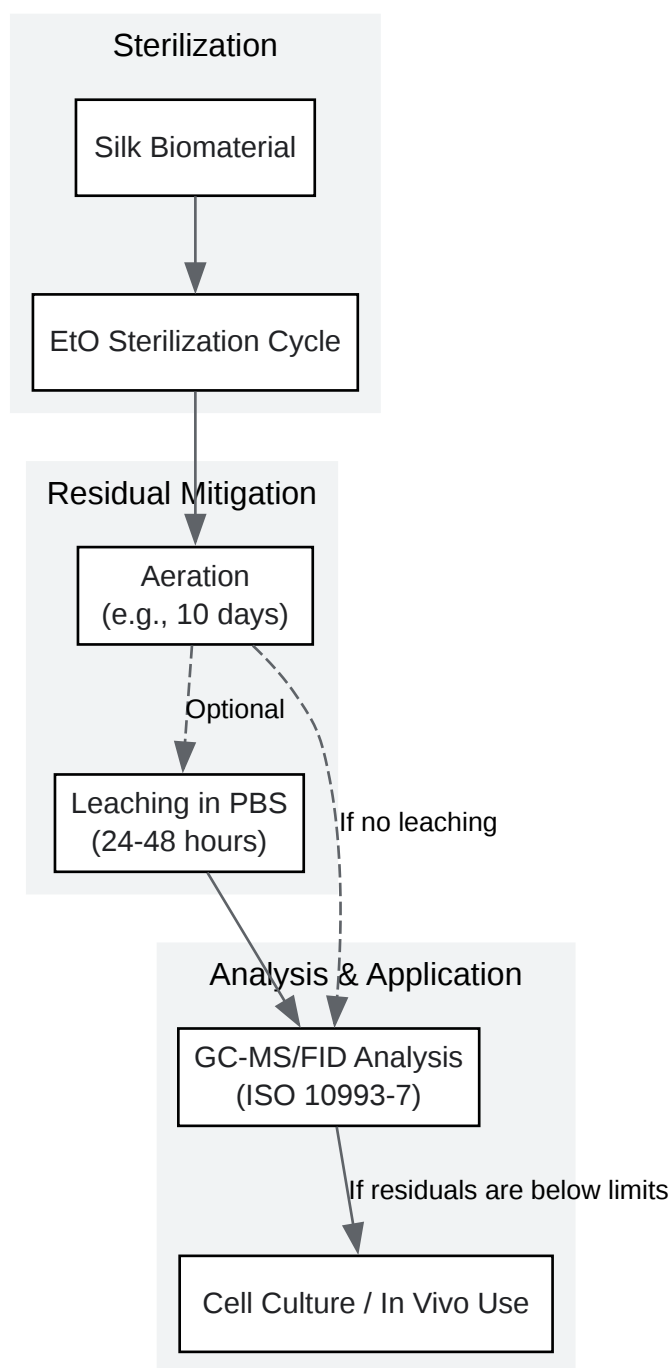 Sterilization
Silk Biomaterial
EtO Sterilization Cycle
Residual Mitigation
Aeration
(e.g., 10 days)
Optional
Leaching in PBS
(24-48 hours)
If no leaching
Analysis & Application
GC-MS/FID Analysis
(ISO 10993-7)
If residuals are below limits
Cell Culture / In Vivo Use